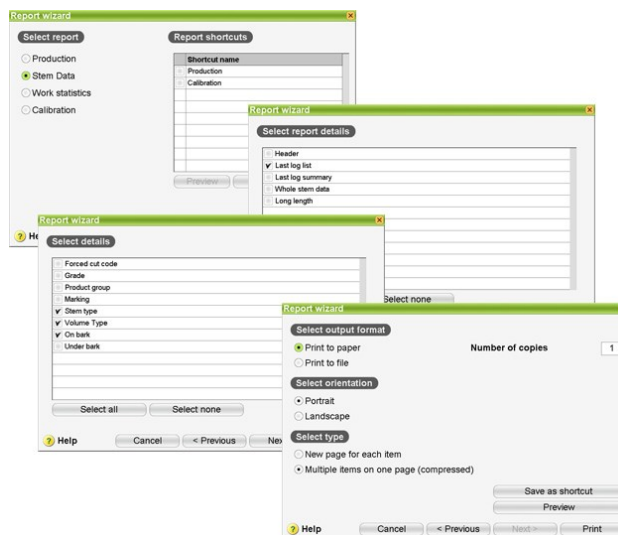 Report wizard
Select report
Report shortcuts
Production
Stem Data
Work statistics
Calibration
Shortcut name
Production
Calibration
Preview
Report wizard
Select report details
Header
Last log list
Last log summary
Whole stem data
Long length
Select none
Report wizard
Select details
Forced cut code
Grade
Product group
Marking
Stem type
Volume Type
On bark
Under bark
Select all Select none
? Help Cancel < Previous
Report wizard
Select output format
Print to paper Number of copies 1
Print to file
Select orientation
Portrait
Landscape
Select type
New page for each item
Multiple items on one page (compressed)
Save as shortcut
Preview
? Help Cancel < Previous Next > Print